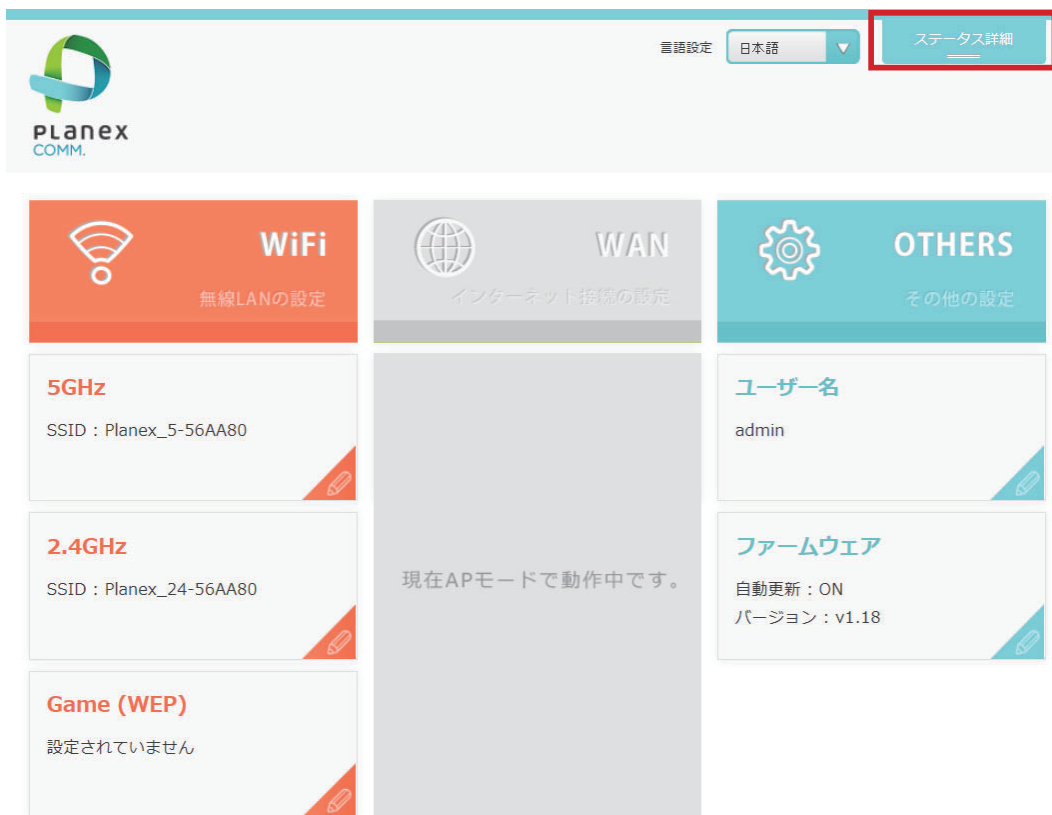 PLanex
COMM.
言語設定
日本語
ステータス詳細
WiFi
無線LANの設定
5GHz
SSID : Planex_5-56AA80
2.4GHz
SSID : Planex_24-56AA80
Game (WEP)
設定されていません
WAN
インターネット接続の設定
現在APモードで動作中です。
OTHERS
その他の設定
ユーザー名
admin
ファームウェア
自動更新：ON
バージョン：v1.18